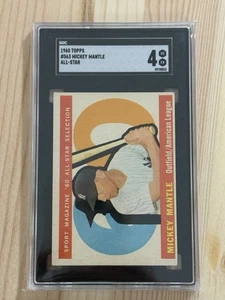 SGC
1960 TOPPS
#563 MICKEY MANTLE
ALL-STAR
4
VG
EX
SPORT MAGAZINE '60 ALL-STAR SELECTION
MICKEY MANTLE
Outfield/American League